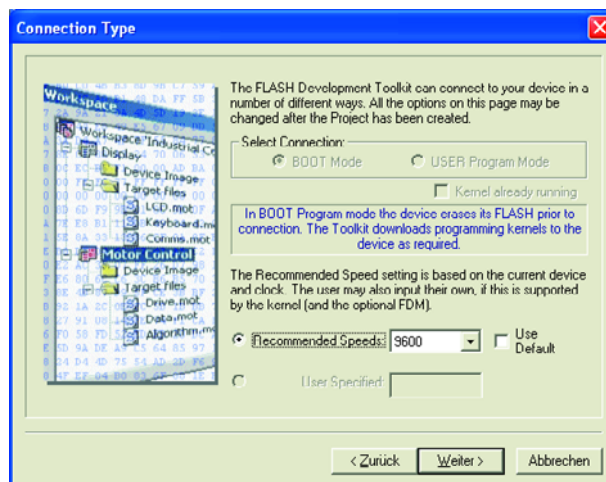 Connection Type
The FLASH Development Toolkit can connect to your device in a
number of different ways. All the options on this page may be
changed after the Project has been created.
Select Connection:
BOOT Mode
USER Program Mode
Kernel already running
In BOOT Program mode the device erases its FLASH prior to
connection. The Toolkit downloads programming kernels to the
device as required.
The Recommended Speed setting is based on the current device
and clock. The user may also input their own, if this is supported
by the kernel (and the optional FDM).
Recommended Speeds:
9600
Use
Default
User Specified:
< Zurück
Weiter >
Abbrechen
Workspace
Workspace 'Industrial Co
Display
Device Image
Target files
LCD.mot
Keyboard.mot
Comms.mot
Motor Control
Device Image
Target files
Drive.mot
Data.mot
Algorithm.mo